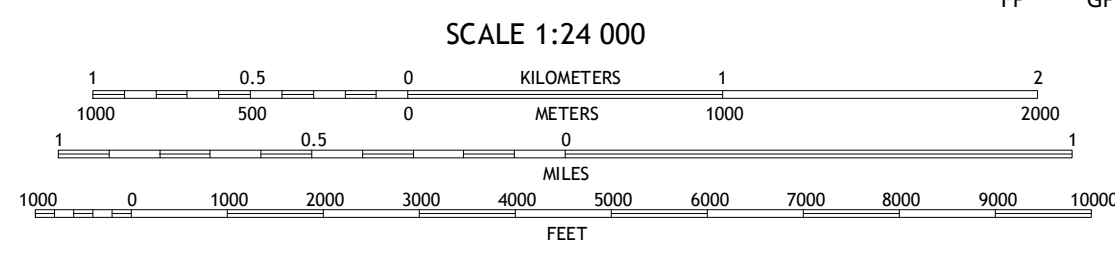 SCALE 1:24 000
1 0.5 0 KILOMETERS 1 2
1000 500 0 METERS 1000 2000
1 0.5 0 1
MILES
1000 0 1000 2000 3000 4000 5000 6000 7000 8000 9000 10000
FEET